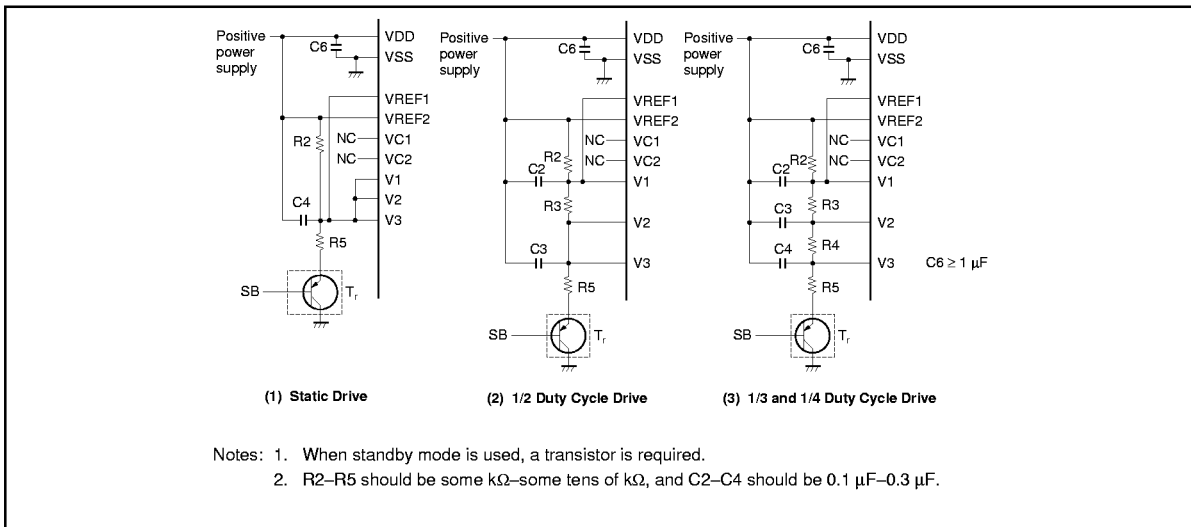 Positive power supply
C6
VDD
VSS
VREF1
VREF2
R2
NC
VC1
NC
VC2
V1
V2
C4
V3
R5
SB
Tr
(1) Static Drive
Positive power supply
C6
VDD
VSS
VREF1
VREF2
NC
VC1
R2
NC
VC2
C2
V1
R3
V2
C3
V3
R5
SB
Tr
(2) 1/2 Duty Cycle Drive
Positive power supply
C6
VDD
VSS
VREF1
VREF2
NC
VC1
R2
NC
VC2
C2
V1
R3
C3
V2
R4
C4
V3
C6 ≥ 1 µF
R5
SB
Tr
(3) 1/3 and 1/4 Duty Cycle Drive
Notes: 1. When standby mode is used, a transistor is required.
2. R2–R5 should be some kΩ–some tens of kΩ, and C2–C4 should be 0.1 µF–0.3 µF.